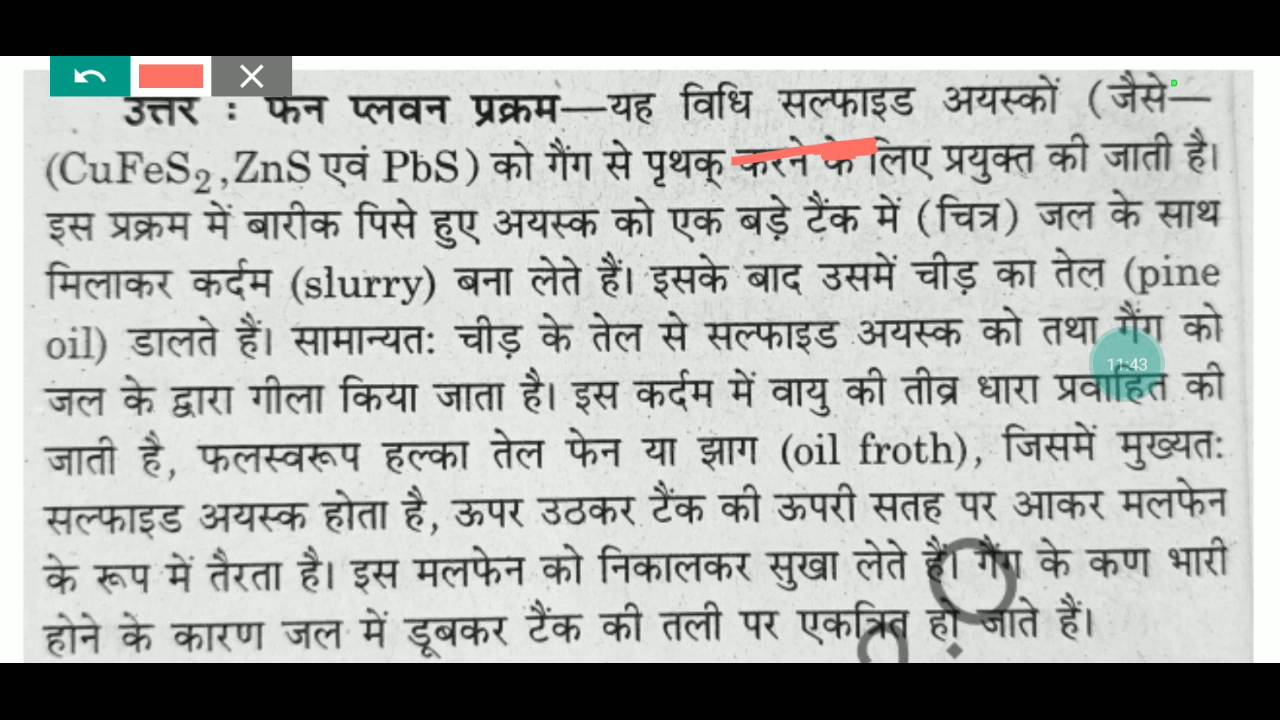 उत्तर : फेन प्लवन प्रक्रम—यह विधि सल्फाइड अयस्कों (जैसे—
(CuFeS₂, ZnS एवं PbS) को गैंग से पृथक् करने के लिए प्रयुक्त की जाती है।
इस प्रक्रम में बारीक पिसे हुए अयस्क को एक बड़े टैंक में (चित्र) जल के साथ
मिलाकर कर्दम (slurry) बना लेते हैं। इसके बाद उसमें चीड़ का तेल (pine
oil) डालते हैं। सामान्यतः चीड़ के तेल से सल्फाइड अयस्क को तथा गैंग को
11:43
जल के द्वारा गीला किया जाता है। इस कर्दम में वायु की तीव्र धारा प्रवाहित की
जाती है, फलस्वरूप हल्का तेल फेन या झाग (oil froth), जिसमें मुख्यतः
सल्फाइड अयस्क होता है, ऊपर उठकर टैंक की ऊपरी सतह पर आकर मलफेन
के रूप में तैरता है। इस मलफेन को निकालकर सुखा लेते हैं। गैंग के कण भारी
होने के कारण जल में डूबकर टैंक की तली पर एकत्रित हो जाते हैं।